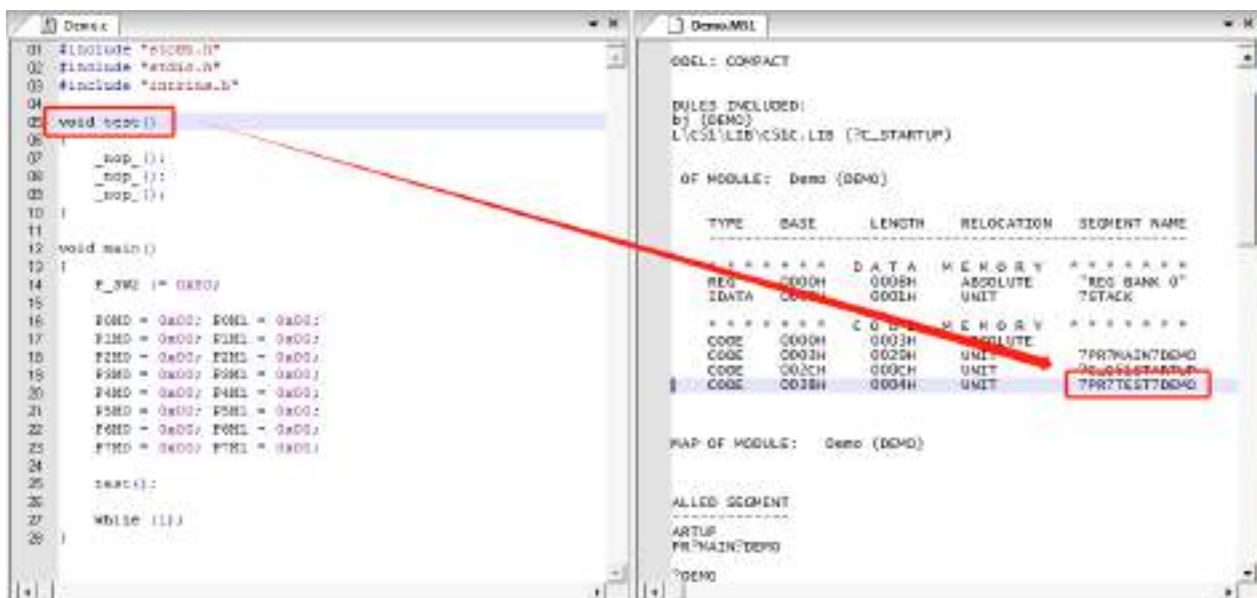 Demo.c
01 #include
02 #include "stdio.h"
03 #include "intrins.h"
04
05 void test()
06 {
07 _nop_();
08 _nop_();
09 _nop_();
10 }
11
12 void main()
13 {
14 P_SW2 |= 0x80;
15
16 P0M0 = 0x00; P0M1 = 0x00;
17 P1M0 = 0x00; P1M1 = 0x00;
18 P2M0 = 0x00; P2M1 = 0x00;
19 P3M0 = 0x00; P3M1 = 0x00;
20 P4M0 = 0x00; P4M1 = 0x00;
21 P5M0 = 0x00; P5M1 = 0x00;
22 P6M0 = 0x00; P6M1 = 0x00;
23 P7M0 = 0x00; P7M1 = 0x00;
24
25 test();
26
27 while (1);
28 }
Demo.M51
ODEL: COMPACT
DULES INCLUDED:
bj (DEMO)
L\C51\LIB\C51C.LIB (?C_STARTUP)
OF MODULE: Demo (DEMO)
TYPE BASE LENGTH RELOCATION SEGMENT NAME
* * * * * * * D A T A M E M O R Y * * * * * * *
REG 0000H 0008H ABSOLUTE "REG BANK 0"
IDATA 0001H UNIT ?STACK
* * * * * * * C O D E M E M O R Y * * * * * * *
CODE 0000H 0003H ABSOLUTE
CODE 0003H 0029H UNIT ?PR?MAIN?DEMO
CODE 002CH 000CH UNIT ?C_C51STARTUP
CODE 0038H 0004H UNIT ?PR?TEST?DEMO
MAP OF MODULE: Demo (DEMO)
ALLED SEGMENT
ARTUP
PR?MAIN?DEMO
?DEMO